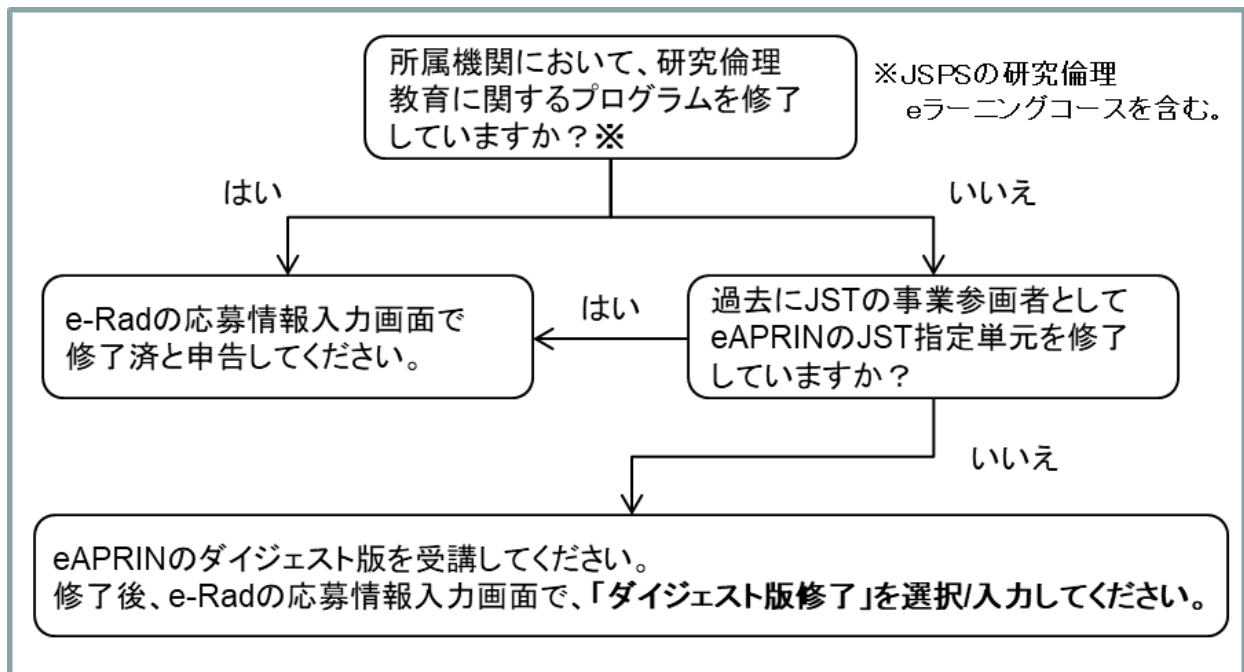 所属機関において、研究倫理
教育に関するプログラムを修了
していますか？※
※JSPSの研究倫理
eラーニングコースを含む。
はい
いいえ
e-Radの応募情報入力画面で
修了済と申告してください。
はい
過去にJSTの事業参画者として
eAPRINのJST指定単元を修了
していますか？
いいえ
eAPRINのダイジェスト版を受講してください。
修了後、e-Radの応募情報入力画面で、「ダイジェスト版修了」を選択/入力してください。